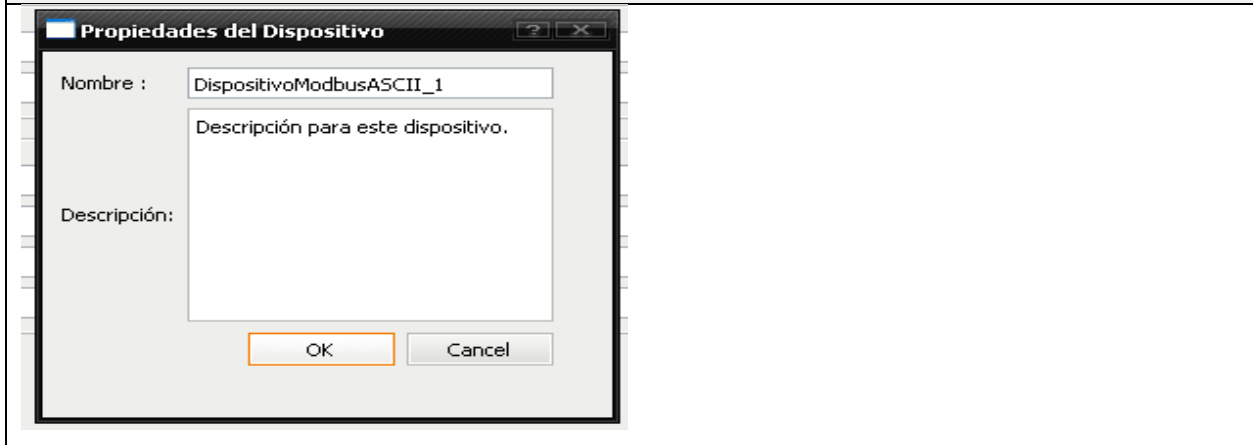 Propiedades del Dispositivo
Nombre : DispositivoModbusASCII_1
Descripción para este dispositivo.
Descripción:
OK Cancel